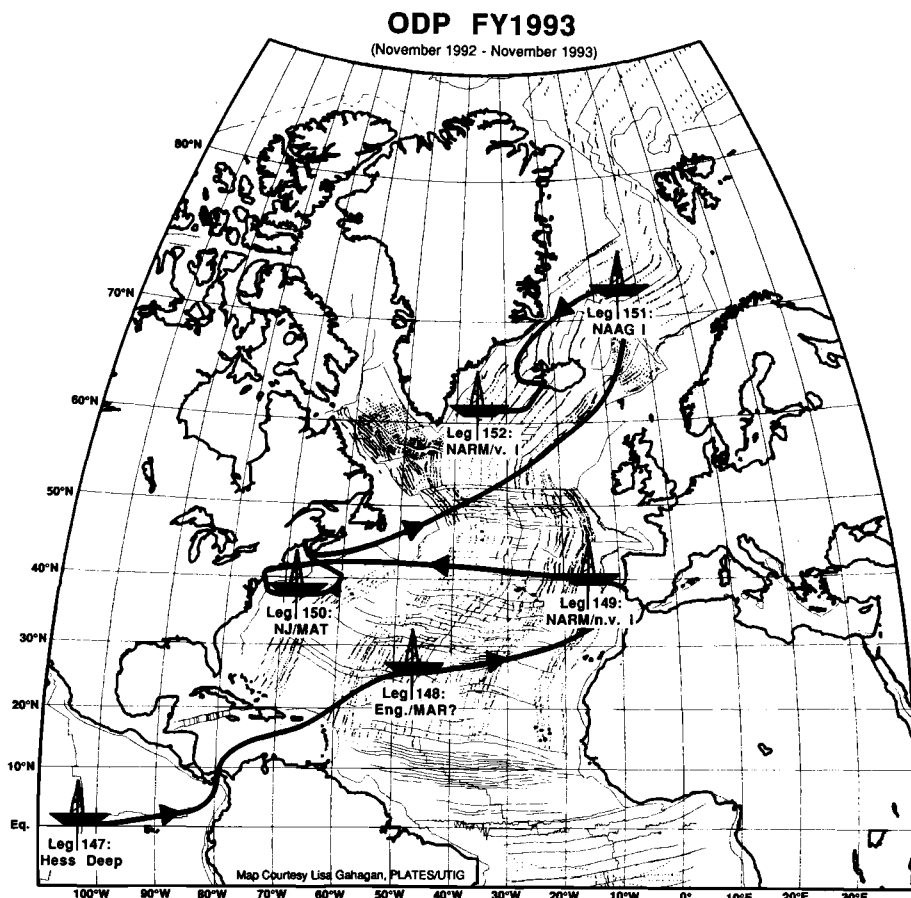 ODP FY1993
(November 1992 - November 1993)
80°N
70°N
Leg 151:
NAAG I
60°N
Leg 152:
NARM/v. I
50°N
40°N
Leg 150:
NJ/MAT
Leg 149:
NARM/n.v. I
30°N
Leg 148:
Eng./MAR?
20°N
10°N
Eq.
Leg 147:
Hess Deep
Map Courtesy Lisa Gahagan, PLATES/UTIG
100°W 90°W 80°W 70°W 60°W 50°W 40°W 30°W 20°W 10°W 0°E 10°E 20°E 30°E